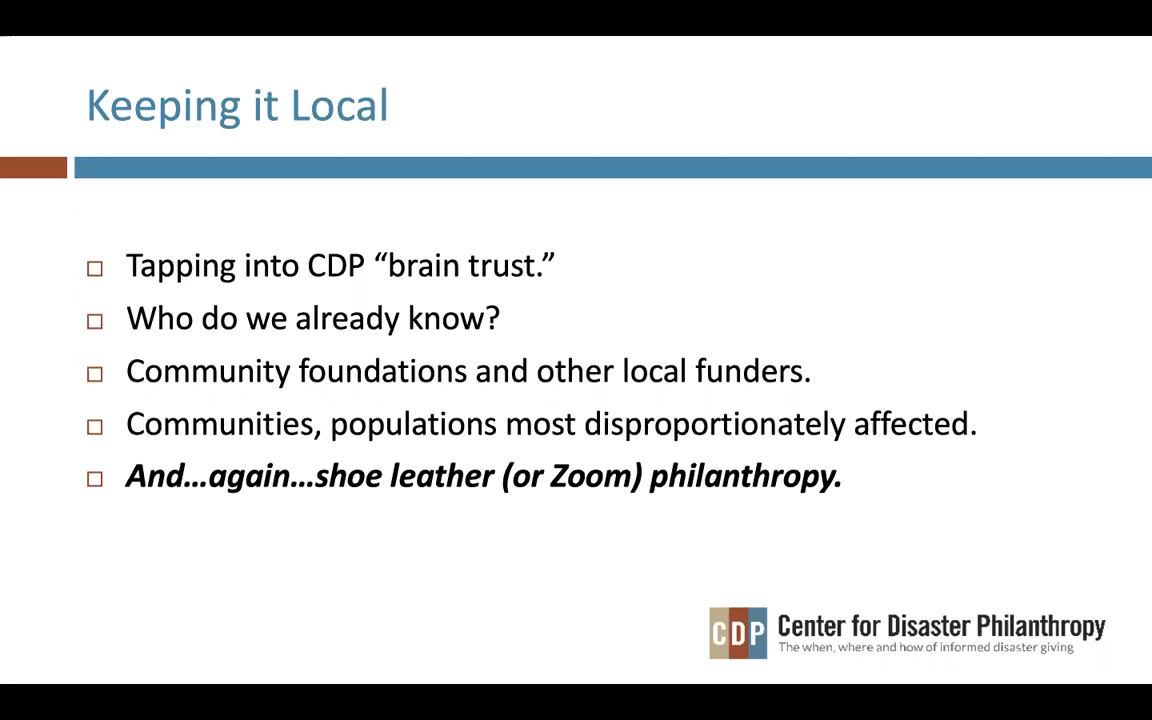 Keeping it Local
Tapping into CDP “brain trust.”
Who do we already know?
Community foundations and other local funders.
Communities, populations most disproportionately affected.
And…again…shoe leather (or Zoom) philanthropy.
CDP
Center for Disaster Philanthropy
The when, where and how of informed disaster giving